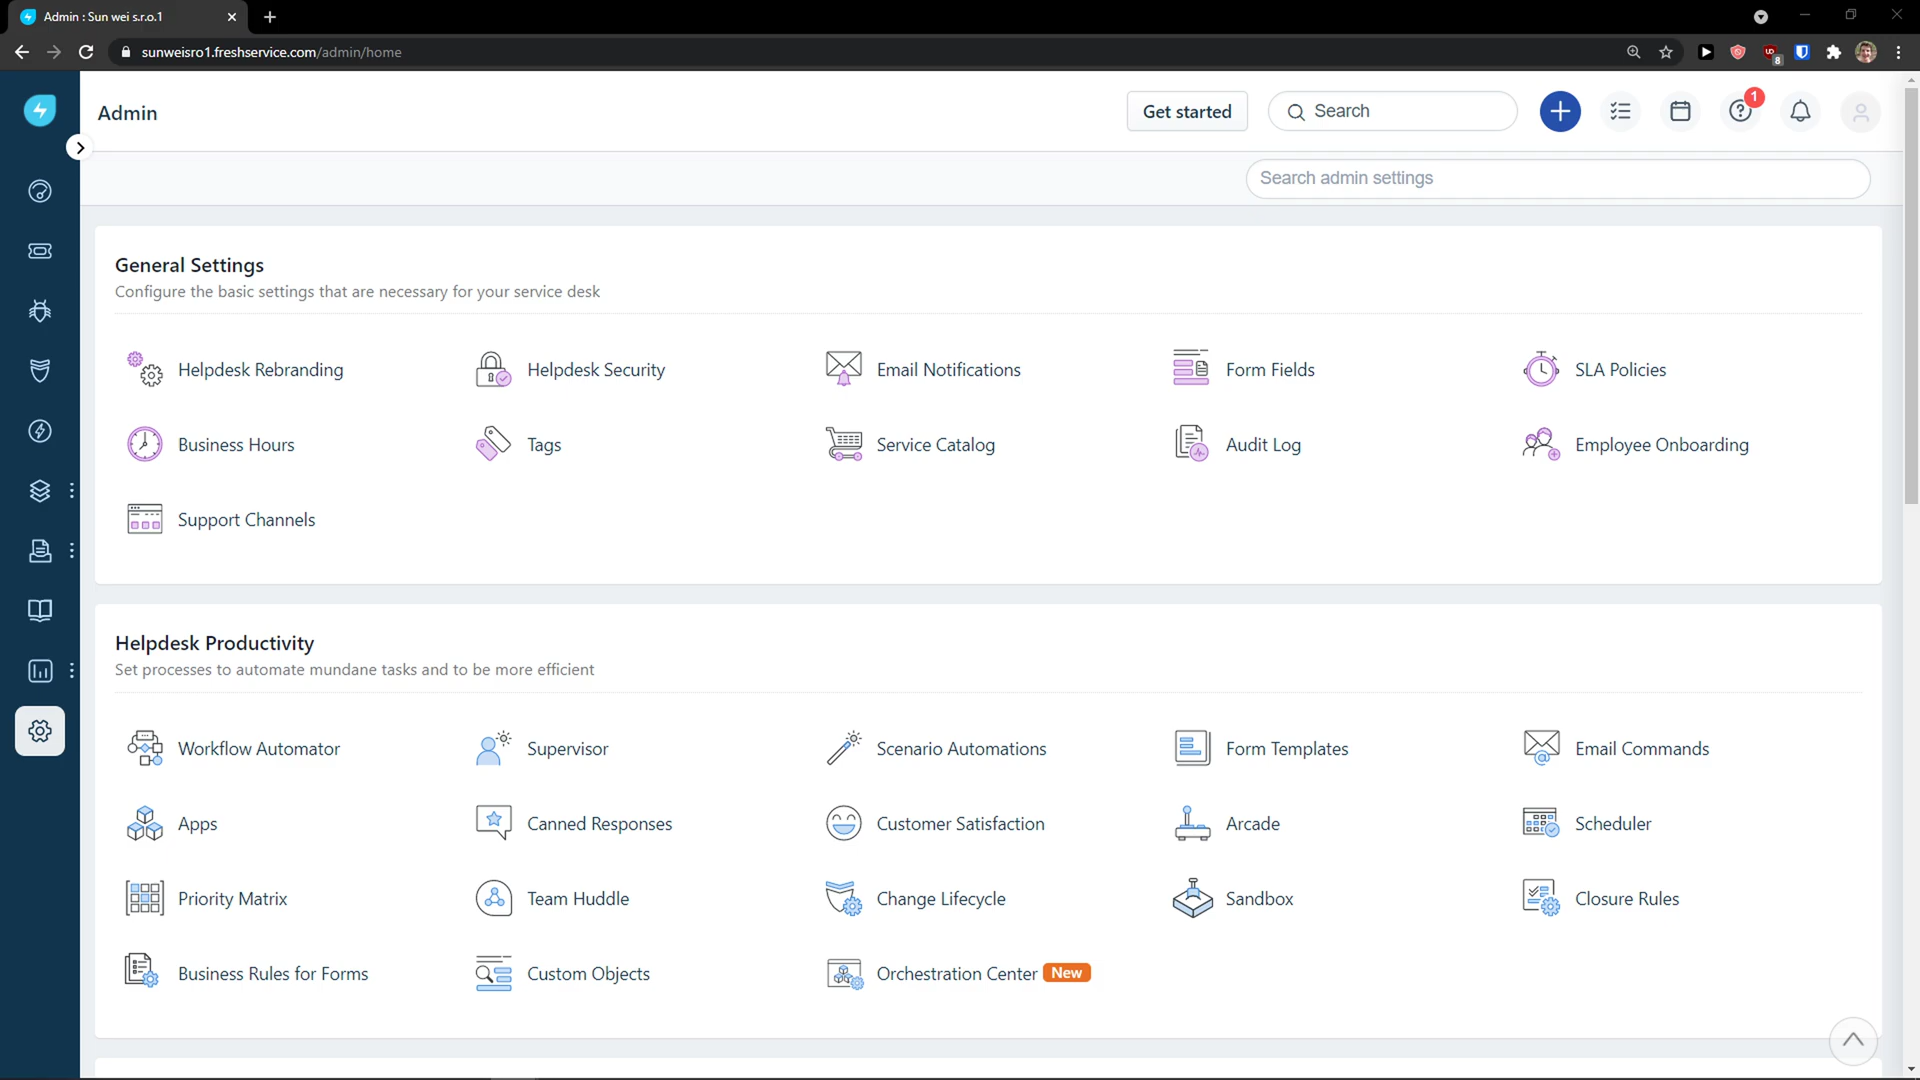 Admin : Sun wei s.r.o.1
sunweisro1.freshservice.com/admin/home
UD
8
Admin
Get started
Search
1
Search admin settings
General Settings
Configure the basic settings that are necessary for your service desk
Helpdesk Rebranding
Helpdesk Security
Email Notifications
Form Fields
SLA Policies
Business Hours
Tags
Service Catalog
Audit Log
Employee Onboarding
Support Channels
Helpdesk Productivity
Set processes to automate mundane tasks and to be more efficient
Workflow Automator
Supervisor
Scenario Automations
Form Templates
Email Commands
Apps
Canned Responses
Customer Satisfaction
Arcade
Scheduler
Priority Matrix
Team Huddle
Change Lifecycle
Sandbox
Closure Rules
Business Rules for Forms
Custom Objects
Orchestration Center New